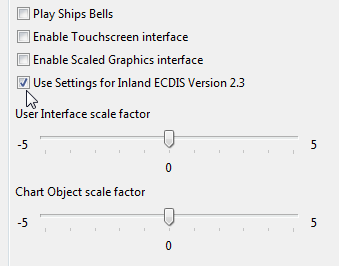 Play Ships Bells
Enable Touchscreen interface
Enable Scaled Graphics interface
Use Settings for Inland ECDIS Version 2.3
User Interface scale factor
-5 5
0
Chart Object scale factor
-5 5
0